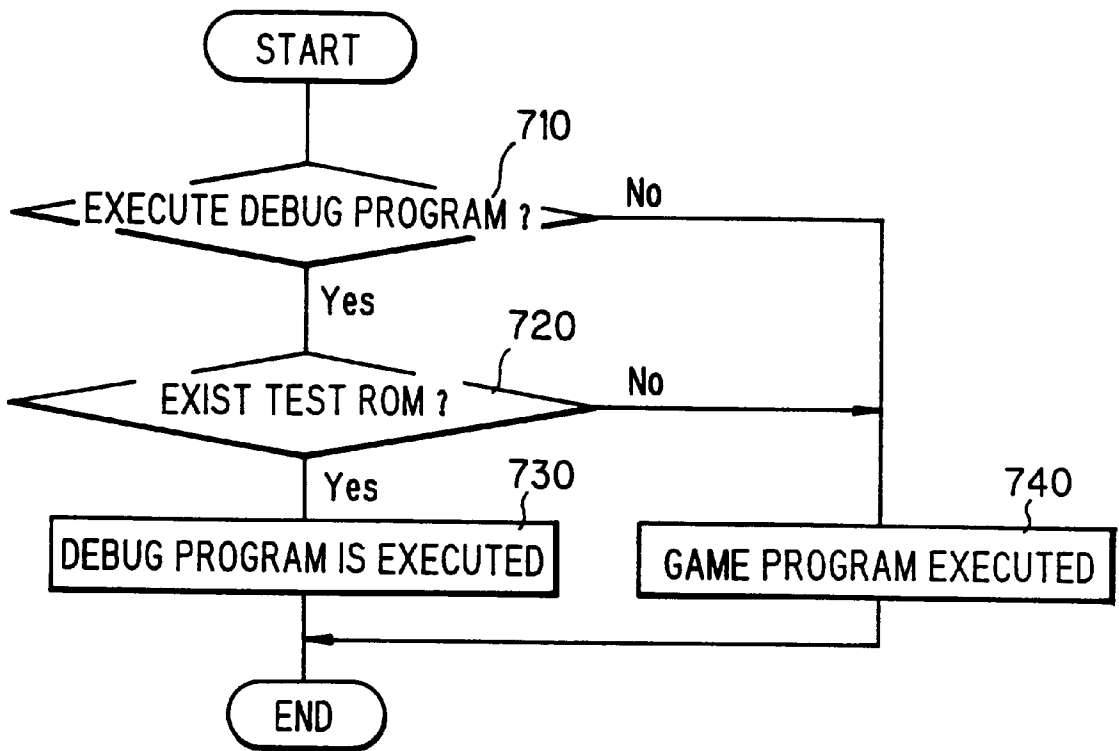 START
710
EXECUTE DEBUG PROGRAM ?
No
Yes
720
EXIST TEST ROM ?
No
Yes
730
740
DEBUG PROGRAM IS EXECUTED
GAME PROGRAM EXECUTED
END